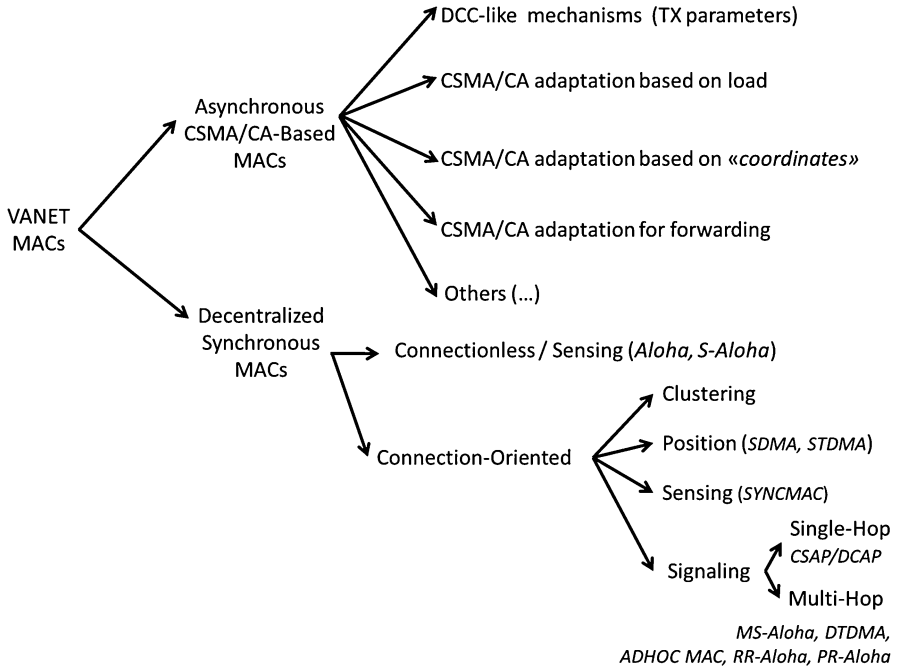 DCC-like mechanisms (TX parameters)
CSMA/CA adaptation based on load
Asynchronous
CSMA/CA-Based
MACs
CSMA/CA adaptation based on «coordinates»
VANET
MACs
CSMA/CA adaptation for forwarding
Others (...)
Decentralized
Synchronous
MACs
Connectionless / Sensing (Aloha, S-Aloha)
Clustering
Connection-Oriented
Position (SDMA, STDMA)
Sensing (SYNCMAC)
Single-Hop
CSAP/DCAP
Signaling
Multi-Hop
MS-Aloha, DTDMA,
ADHOC MAC, RR-Aloha, PR-Aloha